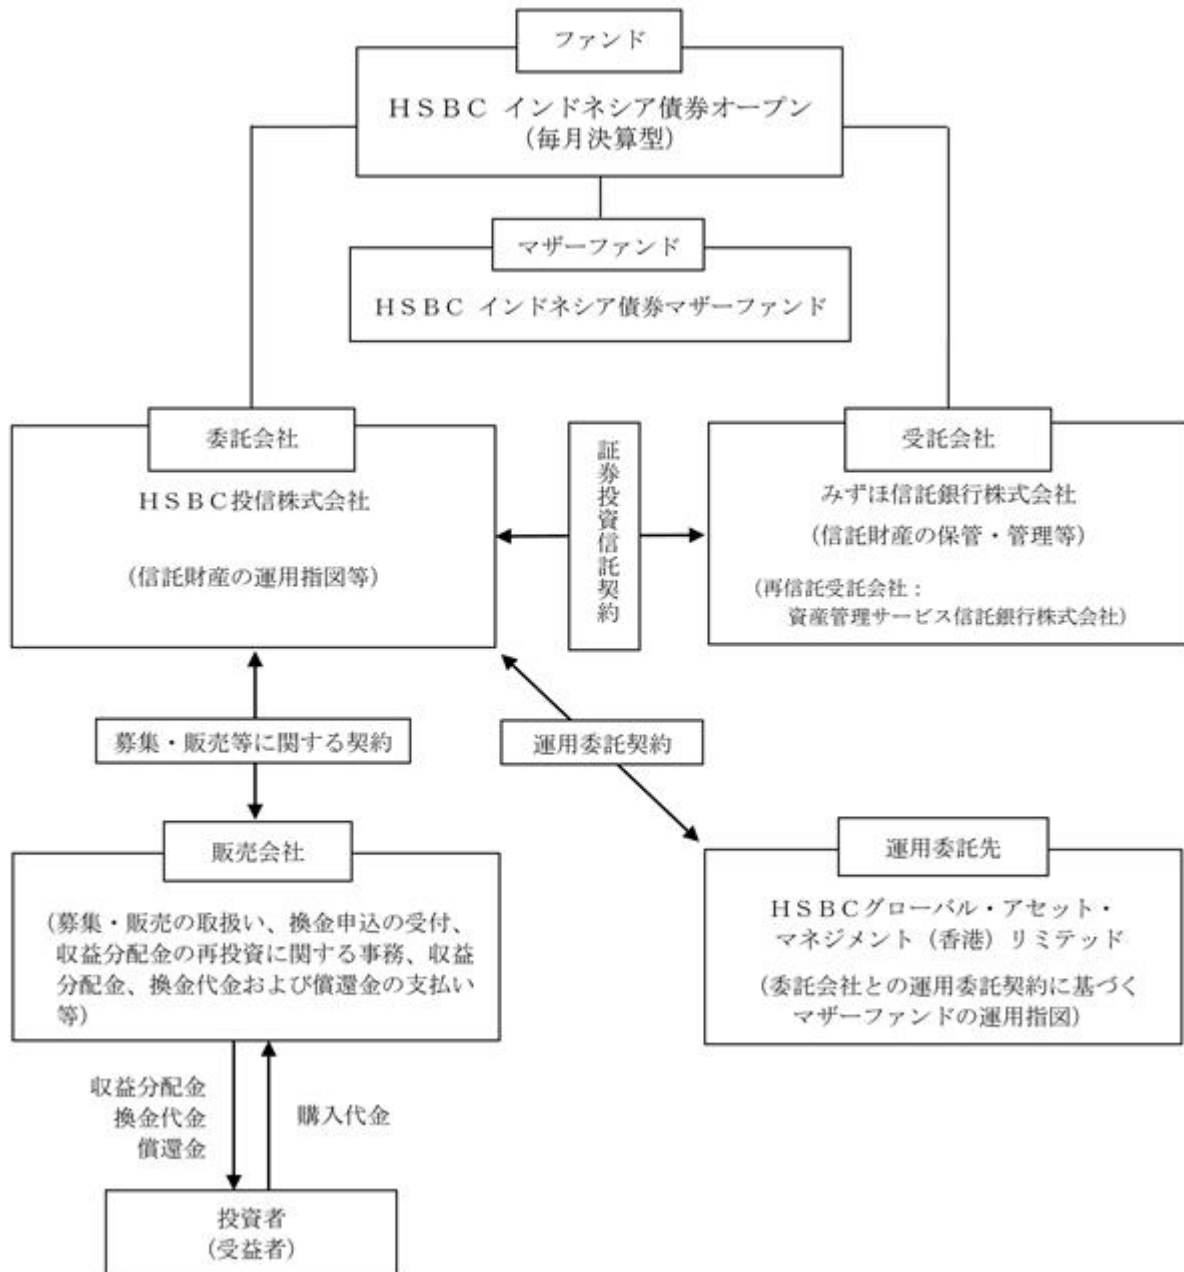 ファンド
HSBC インドネシア債券オープン
(毎月決算型)
マザーファンド
HSBC インドネシア債券マザーファンド
委託会社
HSBC投信株式会社
(信託財産の運用指図等)
証券投資信託契約
受託会社
みずほ信託銀行株式会社
(信託財産の保管・管理等)
(再信託受託会社：
資産管理サービス信託銀行株式会社)
募集・販売等に関する契約
運用委託契約
販売会社
(募集・販売の取扱い、換金申込の受付、
収益分配金の再投資に関する事務、収益
分配金、換金代金および償還金の支払い
等)
運用委託先
HSBCグローバル・アセット・
マネジメント（香港）リミテッド
(委託会社との運用委託契約に基づく
マザーファンドの運用指図)
収益分配金
換金代金
償還金
購入代金
投資者
(受益者)